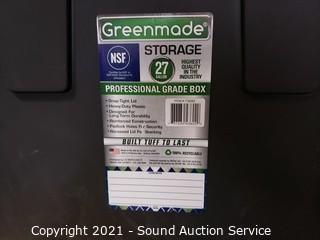 Greenmade®
NSF
STORAGE
27
GALLON
HIGHEST
QUALITY
IN THE
INDUSTRY
PROFESSIONAL GRADE BOX
• Snap Tight Lid
• Heavy-Duty Plastic
• Designed For
Long Term Durability
• Reinforced Construction
• Padlock Holes For Security
• Recessed Lid For Stacking
BUILT TUFF TO LAST
100% RECYCLABLE
Copyright 2021 - Sound Auction Service